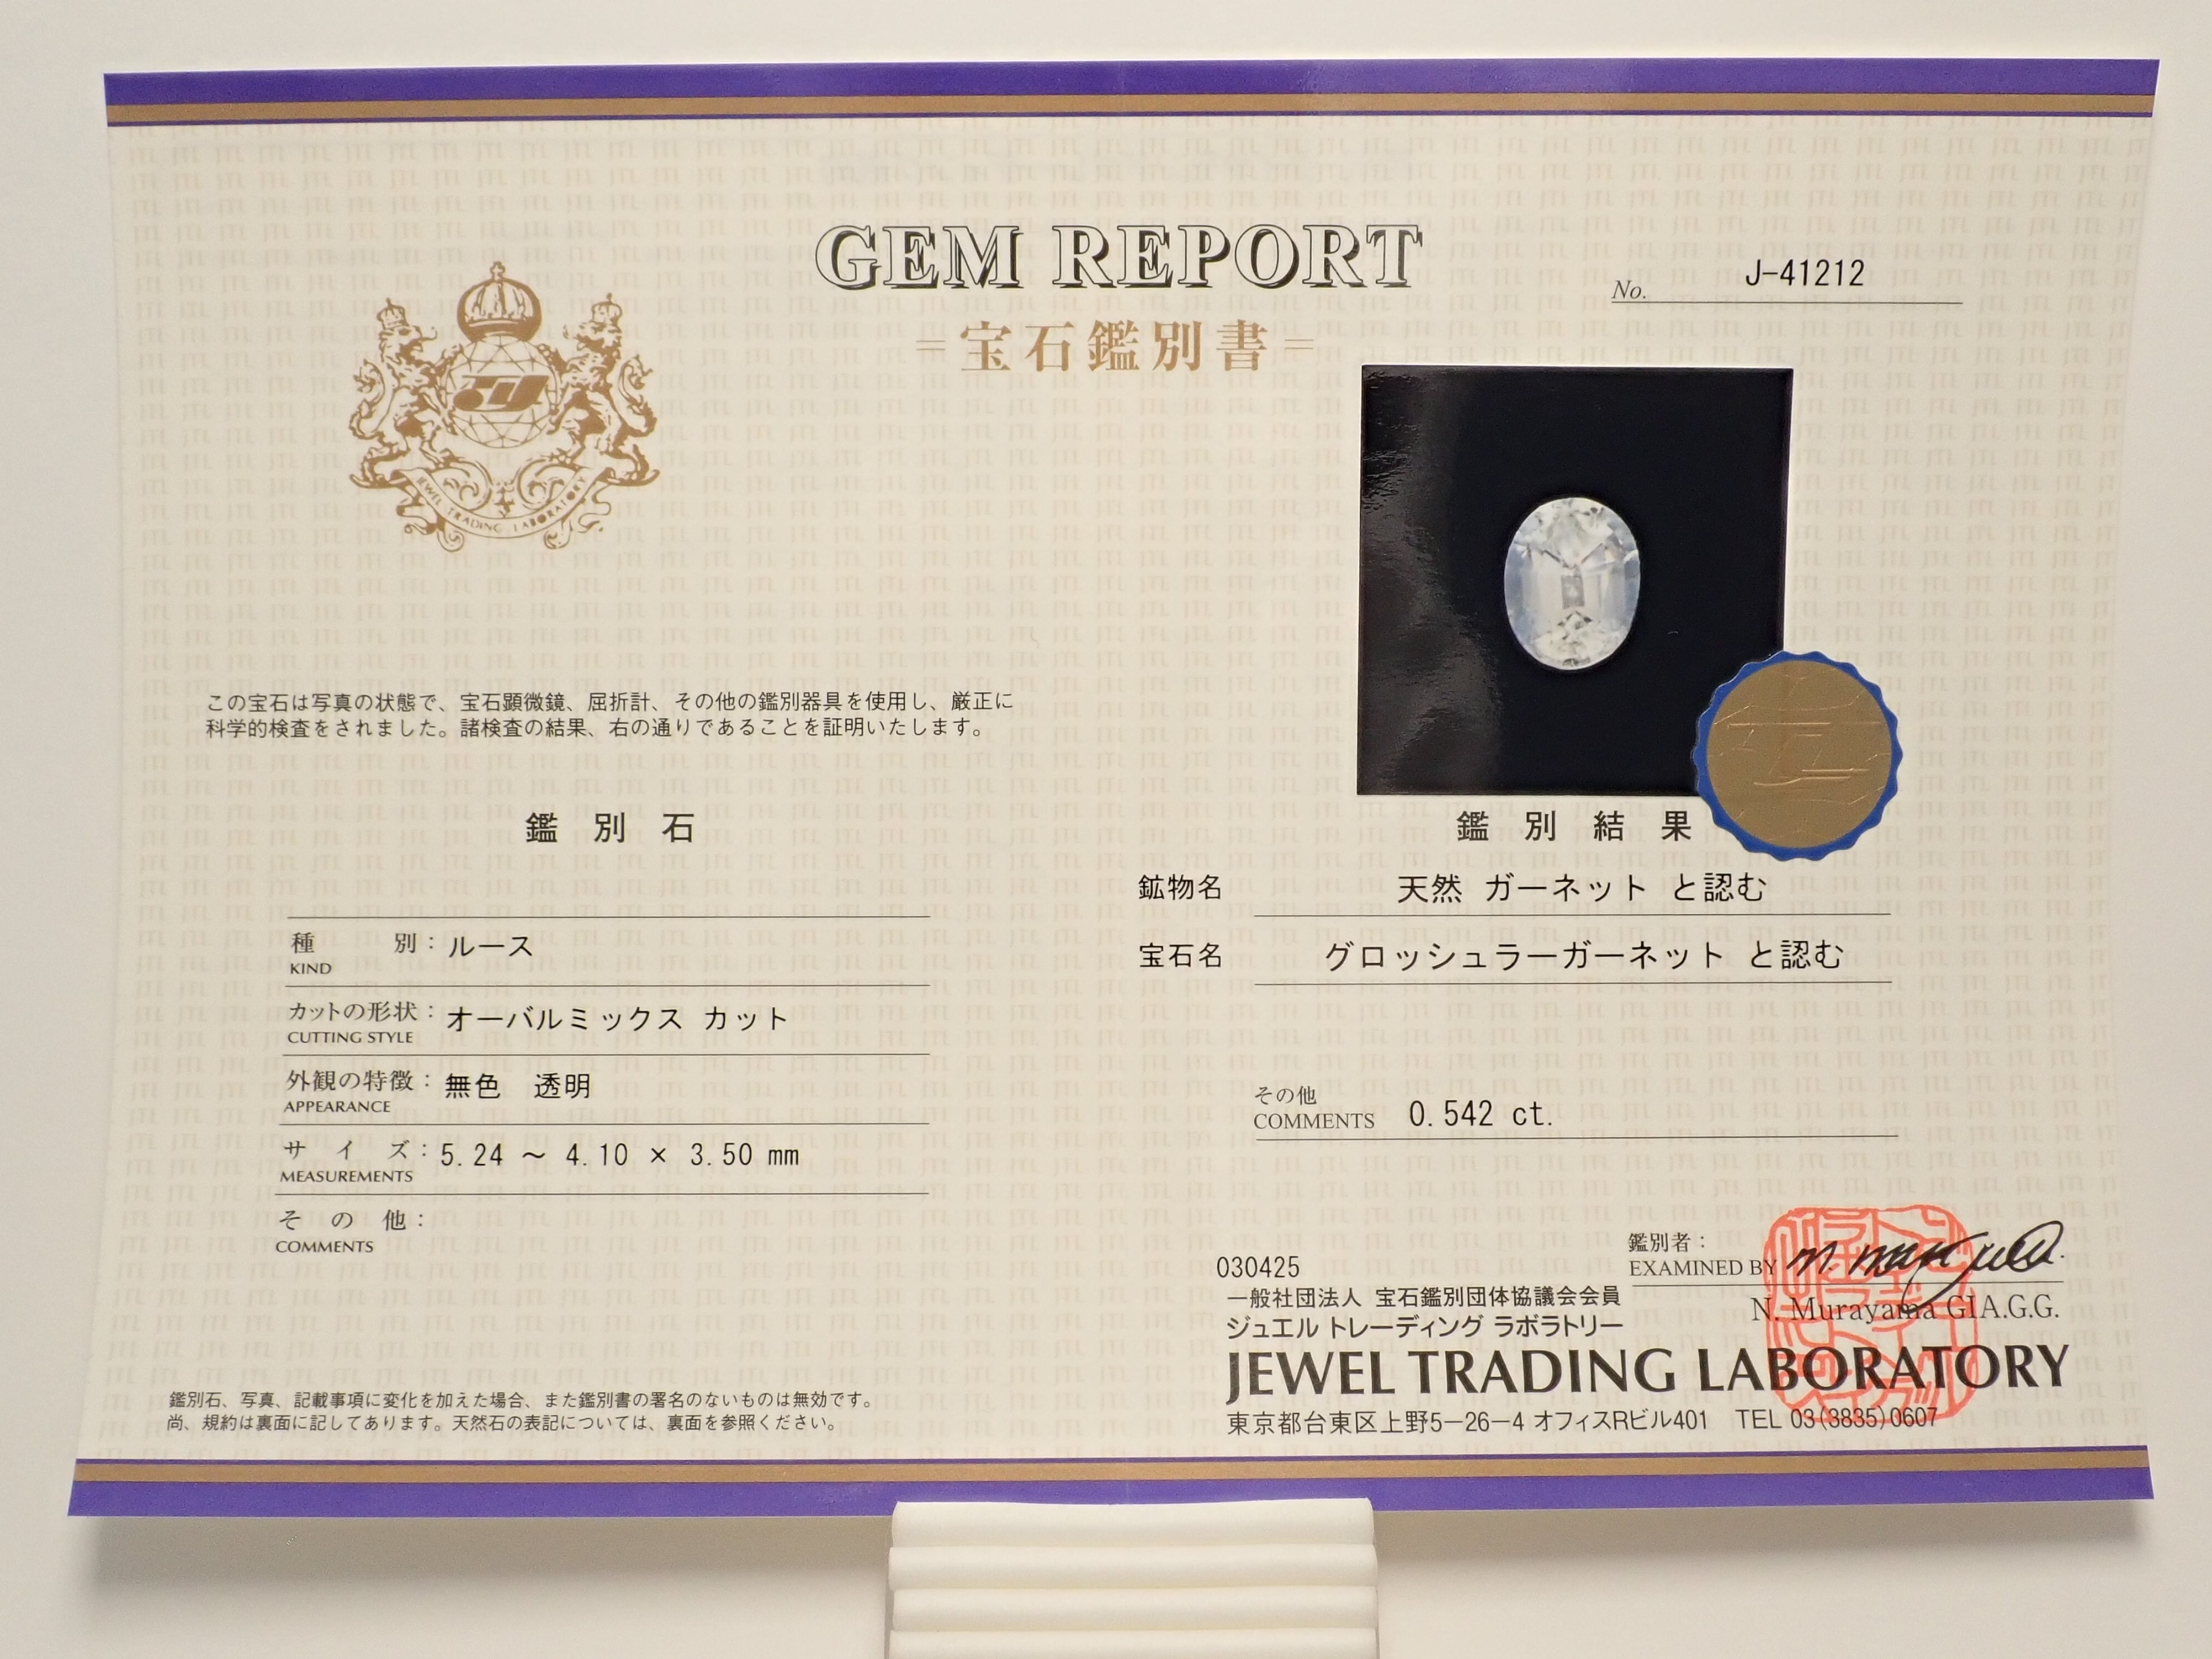 GEM REPORT
=宝石鑑別書=
No. J-41212
JEWEL TRADING LABORATORY
この宝石は写真の状態で、宝石顕微鏡、屈折計、その他の鑑別器具を使用し、厳正に
科学的検査をされました。諸検査の結果、右の通りであることを証明いたします。
鑑別石
種別：ルース
KIND
カットの形状：オーバルミックス カット
CUTTING STYLE
外観の特徴：無色 透明
APPEARANCE
サイズ：5.24 ～ 4.10 × 3.50 mm
MEASUREMENTS
その他：
COMMENTS
鑑別石、写真、記載事項に変化を加えた場合、また鑑別書の署名のないものは無効です。
尚、規約は裏面に記してあります。天然石の表記については、裏面を参照ください。
鑑別結果
鉱物名 天然 ガーネット と認む
宝石名 グロッシュラーガーネット と認む
その他
COMMENTS 0.542 ct.
鑑別者：
EXAMINED BY
N. Murayama GIA.G.G.
030425
一般社団法人 宝石鑑別団体協議会会員
ジュエル トレーディング ラボラトリー
JEWEL TRADING LABORATORY
東京都台東区上野5－26－4 オフィスRビル401 TEL 03(3835)0607